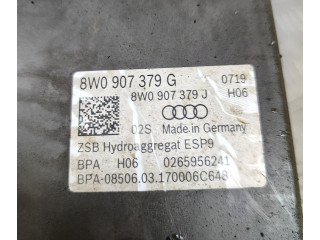 8W0 907 379 G 0719
8W0 907 379 J H06
02S Made in Germany
ZSB Hydroaggregat ESP9
BPA H06 0265956241
BPA-08506.03.170006C648